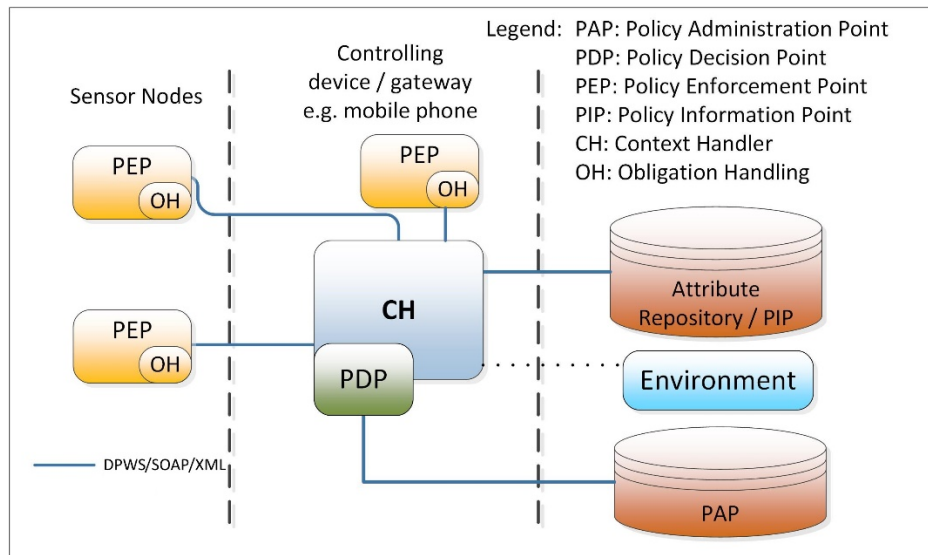 Legend: PAP: Policy Administration Point
PDP: Policy Decision Point
PEP: Policy Enforcement Point
PIP: Policy Information Point
CH: Context Handler
OH: Obligation Handling
Sensor Nodes
Controlling
device / gateway
e.g. mobile phone
PEP
OH
PEP
OH
PEP
OH
CH
PDP
Attribute
Repository / PIP
Environment
PAP
DPWS/SOAP/XML